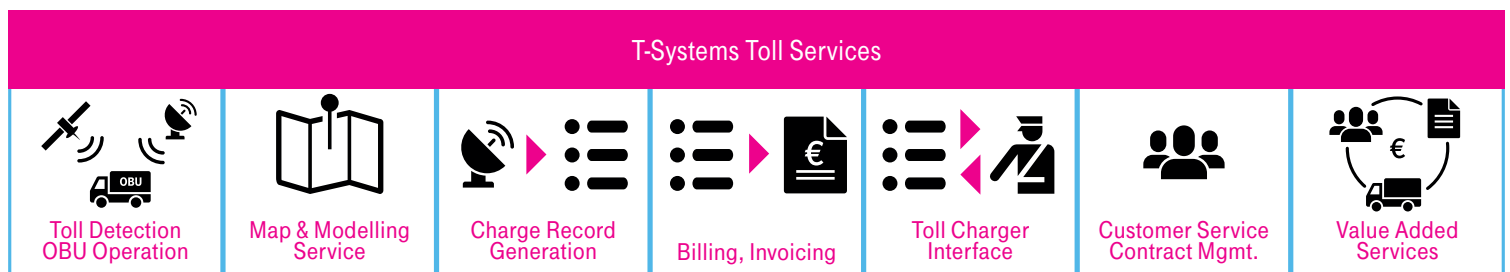 T-Systems Toll Services
OBU
Toll Detection
OBU Operation
Map & Modelling
Service
Charge Record
Generation
€
Billing, Invoicing
Toll Charger
Interface
Customer Service
Contract Mgmt.
€
Value Added
Services